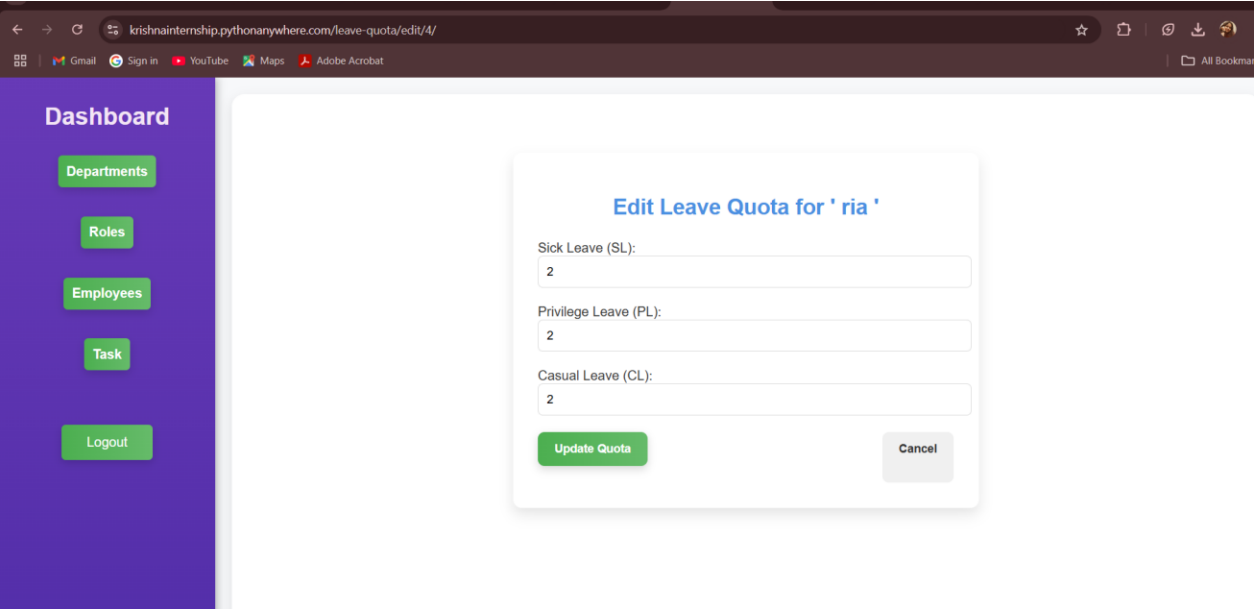 krishnainternship.pythonanywhere.com/leave-quota/edit/4/
Gmail Sign in YouTube Maps Adobe Acrobat All Bookmar
Dashboard
Departments
Roles
Employees
Task
Logout
Edit Leave Quota for ' ria '
Sick Leave (SL):
2
Privilege Leave (PL):
2
Casual Leave (CL):
2
Update Quota Cancel